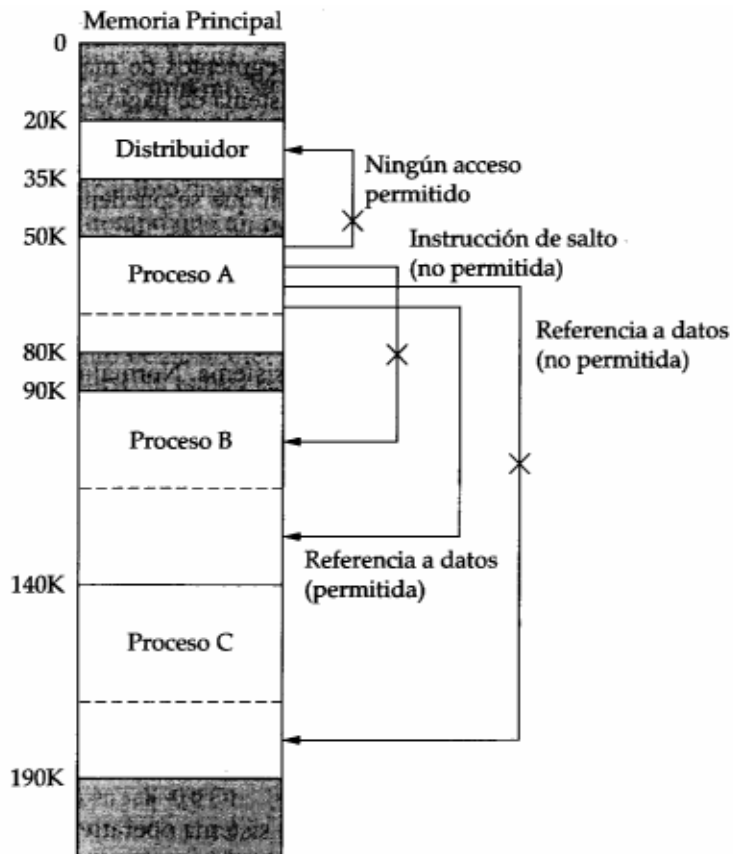 Memoria Principal
0
20K
Distribuidor
35K
Ningún acceso
permitido
50K
Instrucción de salto
(no permitida)
Proceso A
Referencia a datos
(no permitida)
80K
90K
Proceso B
Referencia a datos
(permitida)
140K
Proceso C
190K